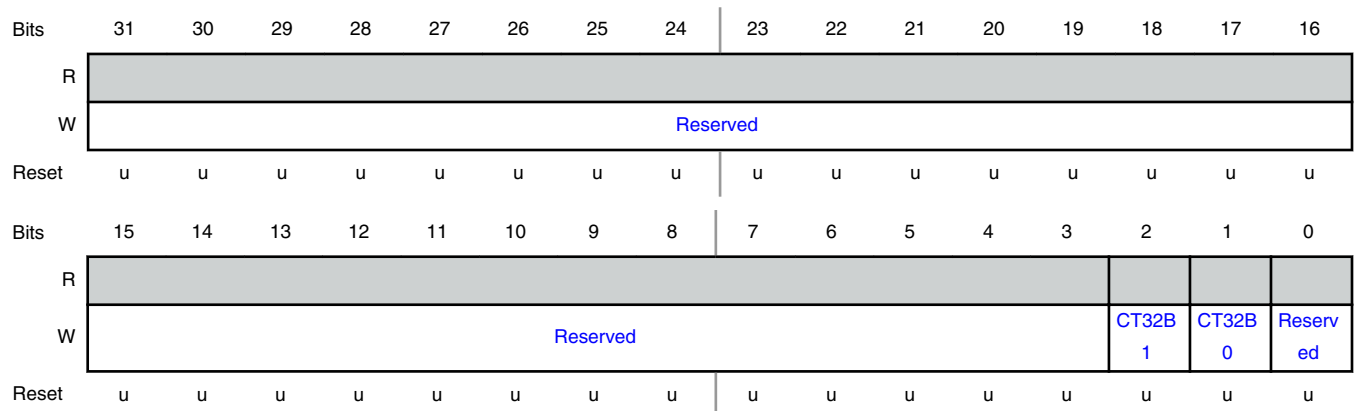 Bits 31 30 29 28 27 26 25 24 23 22 21 20 19 18 17 16
R
W Reserved
Reset u u u u u u u u u u u u u u u u
Bits 15 14 13 12 11 10 9 8 7 6 5 4 3 2 1 0
R
W Reserved CT32B CT32B Reserv
1 0 ed
Reset u u u u u u u u u u u u u u u u